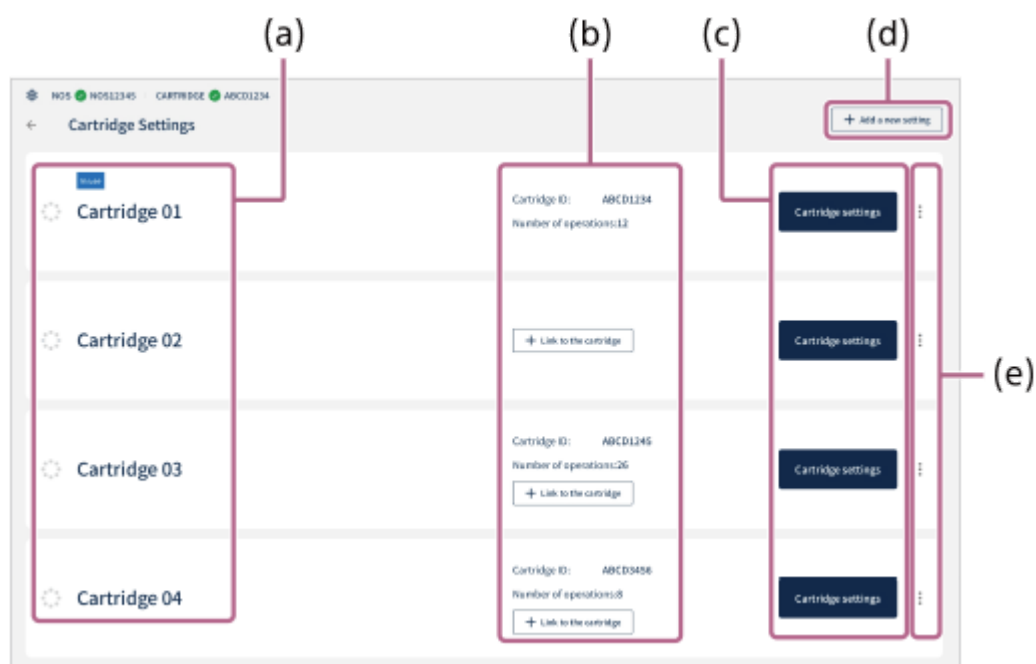 (a) (b) (c) (d)
NOS NOS12345 CARTRIDGE ABCD1234
← Cartridge Settings
+ Add a new setting
In use
Cartridge 01
Cartridge ID: ABCD1234
Number of operations:12
Cartridge settings
Cartridge 02
+ Link to the cartridge
Cartridge settings
(e)
Cartridge 03
Cartridge ID: ABCD1245
Number of operations:26
+ Link to the cartridge
Cartridge settings
Cartridge 04
Cartridge ID: ABCD3456
Number of operations:8
+ Link to the cartridge
Cartridge settings